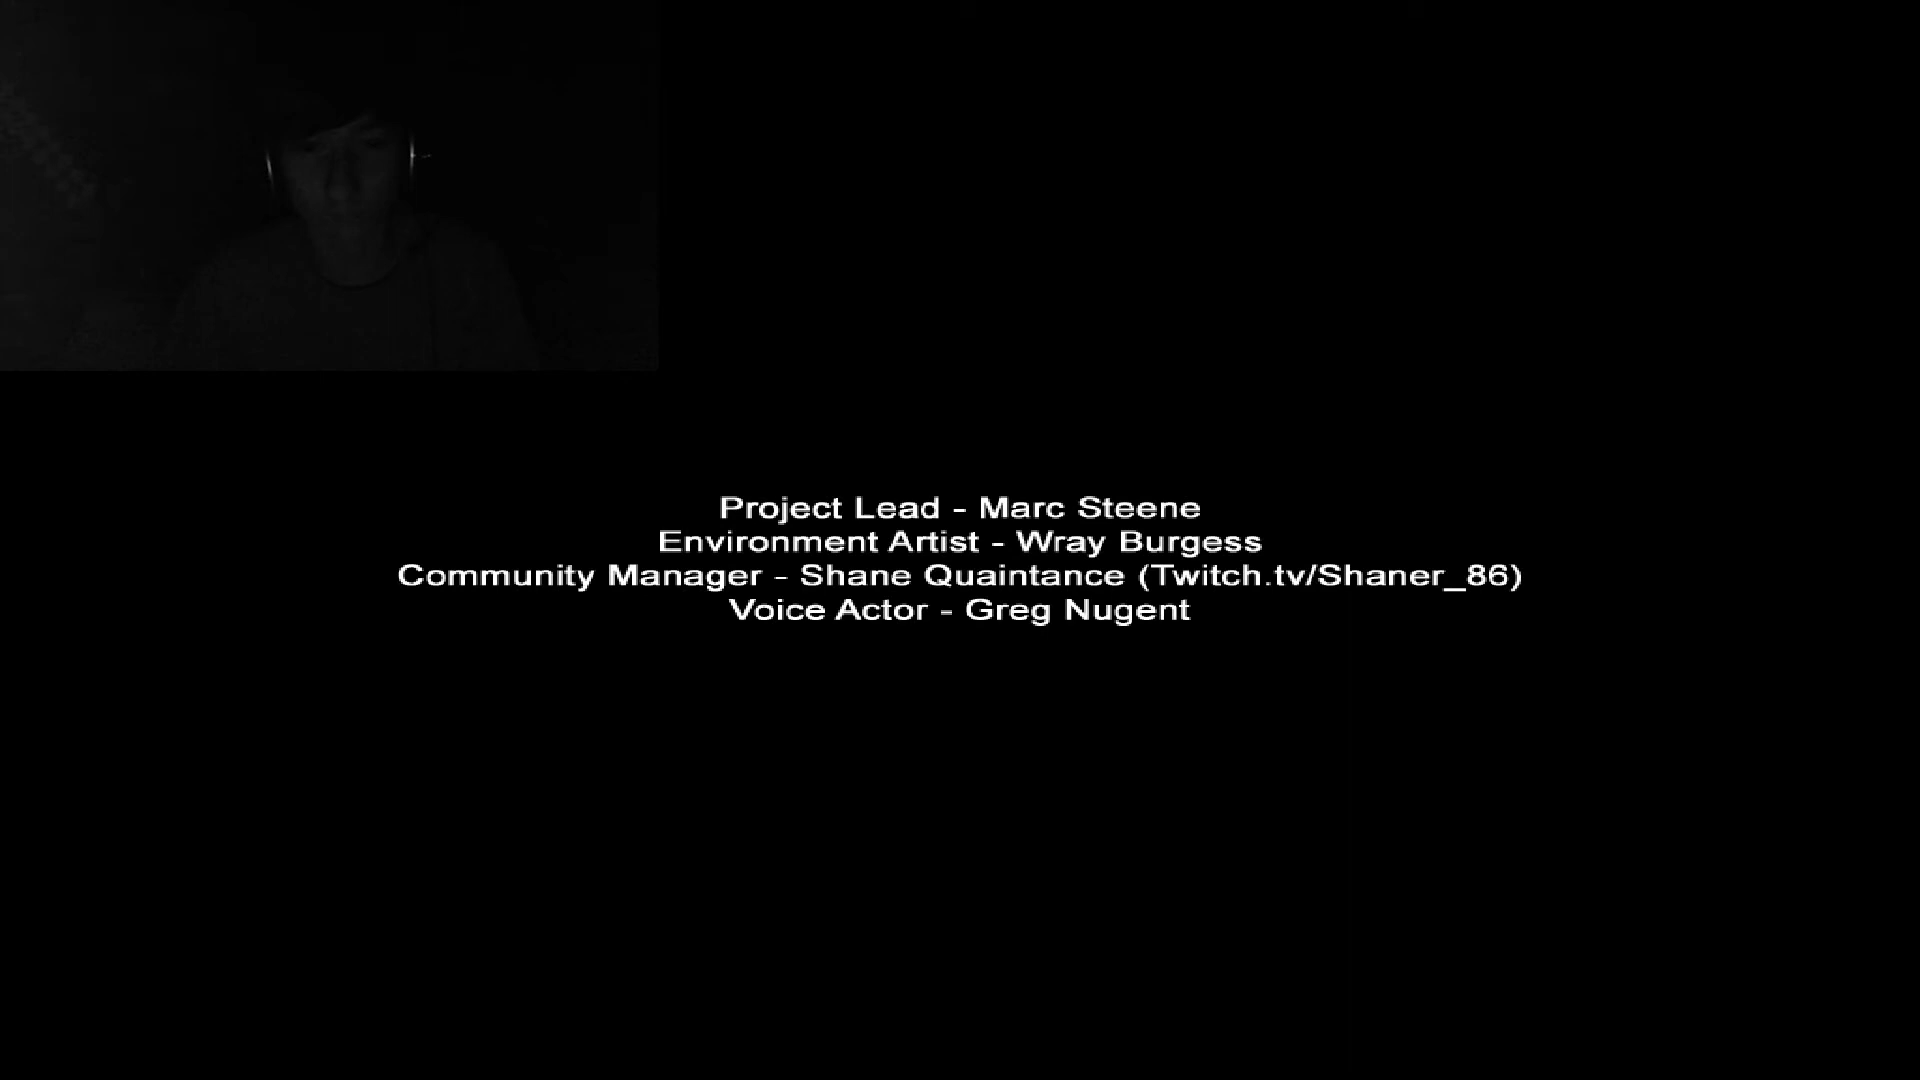 Project Lead - Marc Steene
Environment Artist - Wray Burgess
Community Manager - Shane Quaintance (Twitch.tv/Shaner_86)
Voice Actor - Greg Nugent